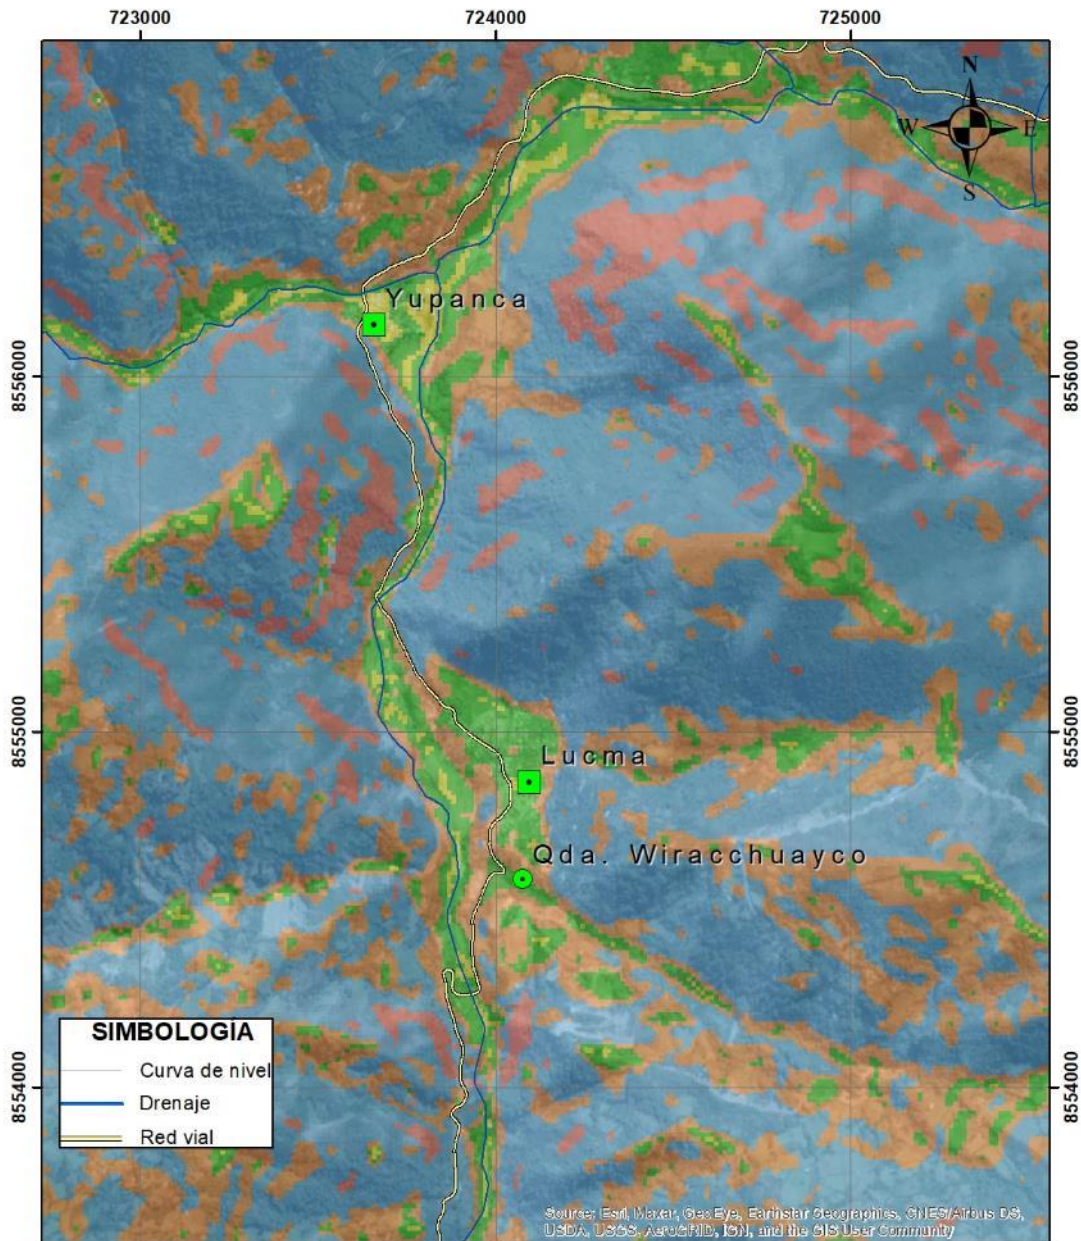 723000 724000 725000
N
W E
S
Yupanca
8556000 8556000
8555000 8555000
Lucma
Qda. Wiracchuayco
SIMBOLOGÍA
Curva de nivel
Drenaje
Red vial
8554000 8554000
Source: Esri, Maxar, GeoEye, Earthstar Geographics, CNES/Airbus DS,
USDA, USGS, AeroGRID, IGN, and the GIS User Community